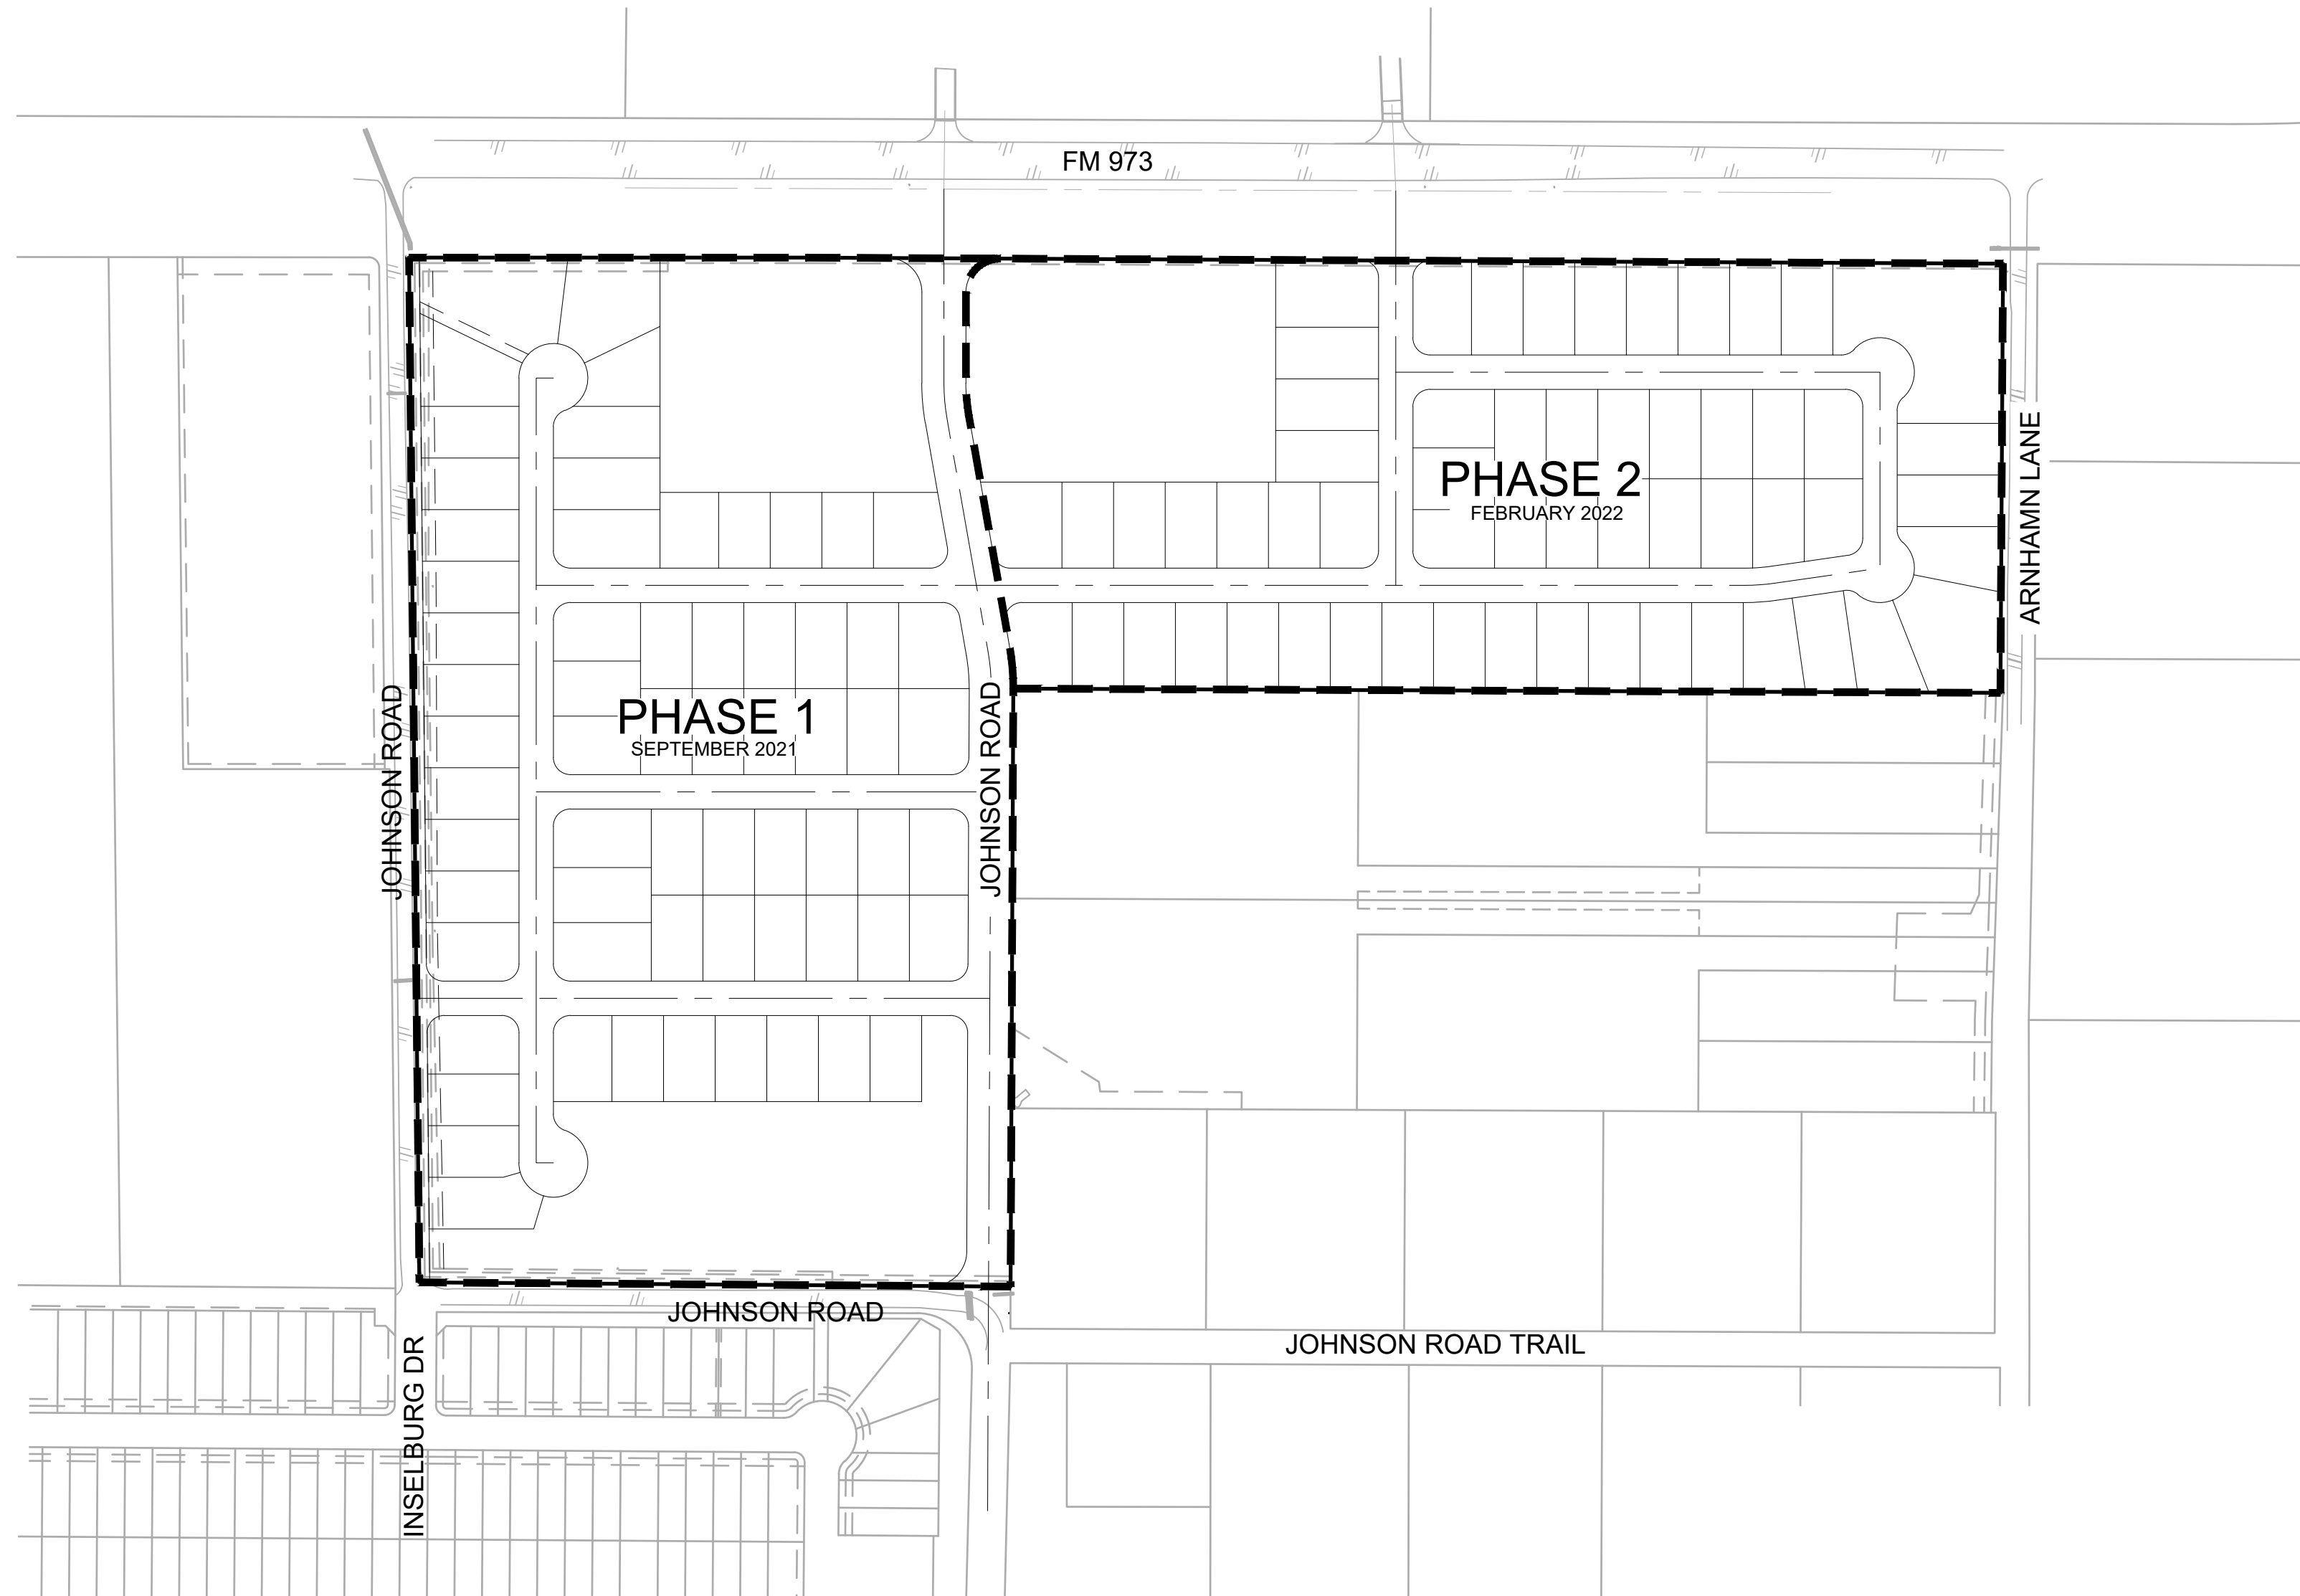 FM 973
PHASE 2
FEBRUARY 2022
ARNHAMN LANE
PHASE 1
SEPTEMBER 2021
JOHNSON ROAD
JOHNSON ROAD
JOHNSON ROAD
JOHNSON ROAD TRAIL
INSELBURG DR